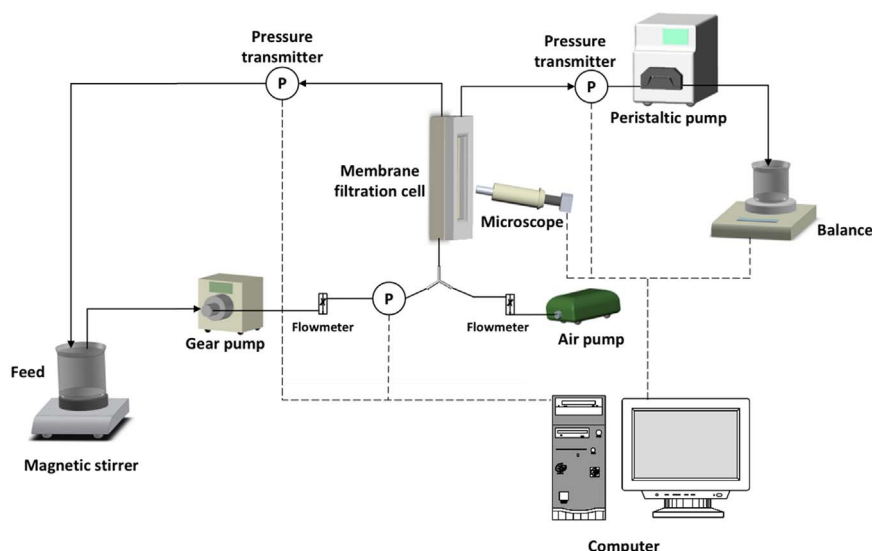 Pressure
transmitter
P
Pressure
transmitter
P
Peristaltic pump
Membrane
filtration cell
Microscope
Balance
P
Flowmeter
Flowmeter
Gear pump
Air pump
Feed
Magnetic stirrer
Computer